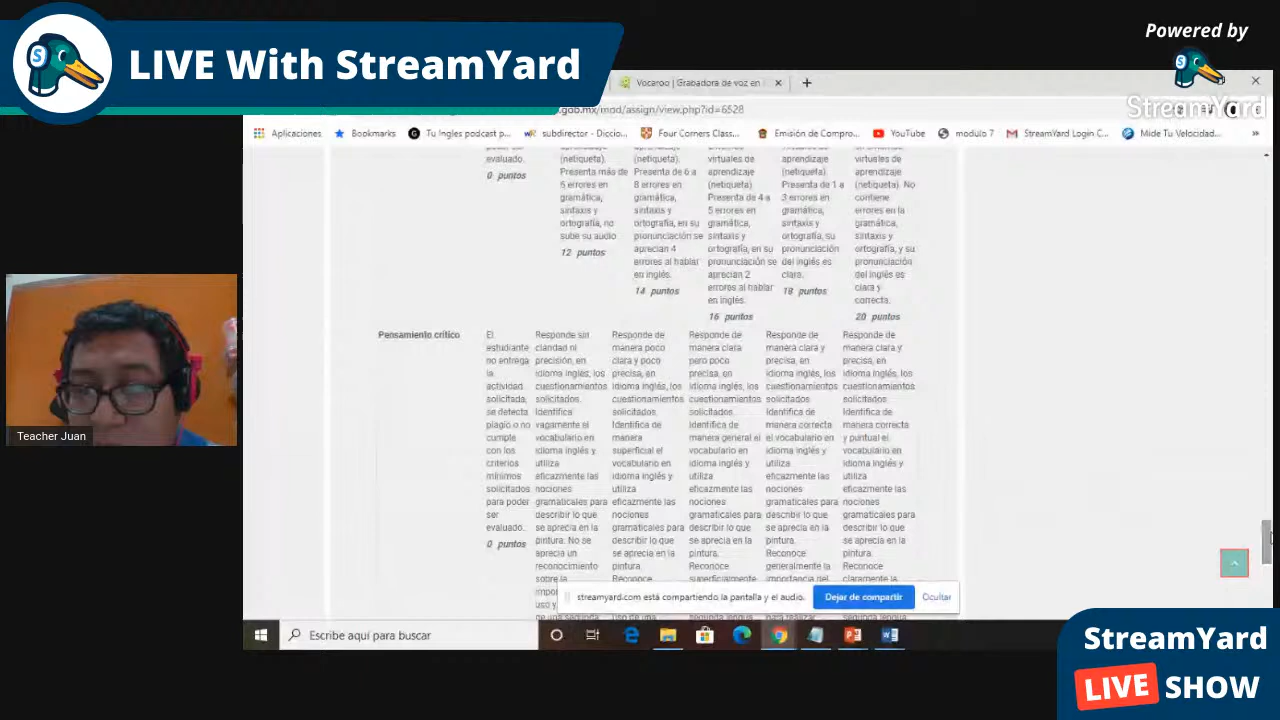 LIVE With StreamYard
Powered by
StreamYard
Vocaroo | Grabadora de voz en
.gob.mx/mod/assign/view.php?id=6528
Aplicaciones
Bookmarks
Tu Ingles podcast p...
subdirector - Diccio...
Four Corners Class...
Emisión de Compro...
YouTube
modulo 7
StreamYard Login C...
Mide Tu Velocidad...
evaluado.
0 puntos
(netiqueta).
Presenta más de
5 errores en
gramática,
sintaxis y
ortografía, no
sube su audio
12 puntos
(netiqueta).
Presenta de 6 a
8 errores en
gramática,
sintaxis y
ortografía, en su
pronunciación se
aprecian 4
errores al hablar
en inglés.
14 puntos
virtuales de
aprendizaje
(netiqueta).
Presenta de 4 a
5 errores en
gramática,
sintaxis y
ortografía, en su
pronunciación se
aprecian 2
errores al hablar
en inglés.
16 puntos
aprendizaje
(netiqueta).
Presenta de 1 a
3 errores en
gramática,
sintaxis y
ortografía, su
pronunciación
del inglés es
clara.
18 puntos
virtuales de
aprendizaje
(netiqueta). No
contiene
errores en la
gramática,
sintaxis y
ortografía, y su
pronunciación
del inglés es
clara y
correcta.
20 puntos
Pensamiento crítico
El
estudiante
no entrega
la
actividad
solicitada,
se detecta
plagio o no
cumple
con los
criterios
mínimos
solicitados
para poder
ser
evaluado.
0 puntos
Responde sin
claridad ni
precisión, en
idioma inglés, los
cuestionamientos
solicitados.
Identifica
vagamente el
vocabulario en
idioma inglés y
utiliza
eficazmente las
nociones
gramaticales para
describir lo que
se aprecia en la
pintura. No se
aprecia un
reconocimiento
sobre la
Responde de
manera poco
clara y poco
precisa, en
idioma inglés, los
cuestionamientos
solicitados.
Identifica de
manera
superficial el
vocabulario en
idioma inglés y
utiliza
eficazmente las
nociones
gramaticales para
describir lo que
se aprecia en la
pintura.
Reconoce
Responde de
manera clara
pero poco
precisa, en
idioma inglés, los
cuestionamientos
solicitados.
Identifica de
manera general el
vocabulario en
idioma inglés y
utiliza
eficazmente las
nociones
gramaticales para
describir lo que
se aprecia en la
pintura.
Reconoce
superficialmente
Responde de
manera clara y
precisa, en
idioma inglés, los
cuestionamientos
solicitados.
Identifica de
manera correcta
el vocabulario en
idioma inglés y
utiliza
eficazmente las
nociones
gramaticales para
describir lo que
se aprecia en la
pintura.
Reconoce
generalmente la
importancia del
Responde de
manera clara y
precisa, en
idioma inglés, los
cuestionamientos
solicitados.
Identifica de
manera correcta
y puntual el
vocabulario en
idioma inglés y
utiliza
eficazmente las
nociones
gramaticales para
describir lo que
se aprecia en la
pintura.
Reconoce
claramente la
streamyard.com está compartiendo la pantalla y el audio.
Dejar de compartir
Ocultar
Teacher Juan
Escribe aquí para buscar
StreamYard
LIVE SHOW